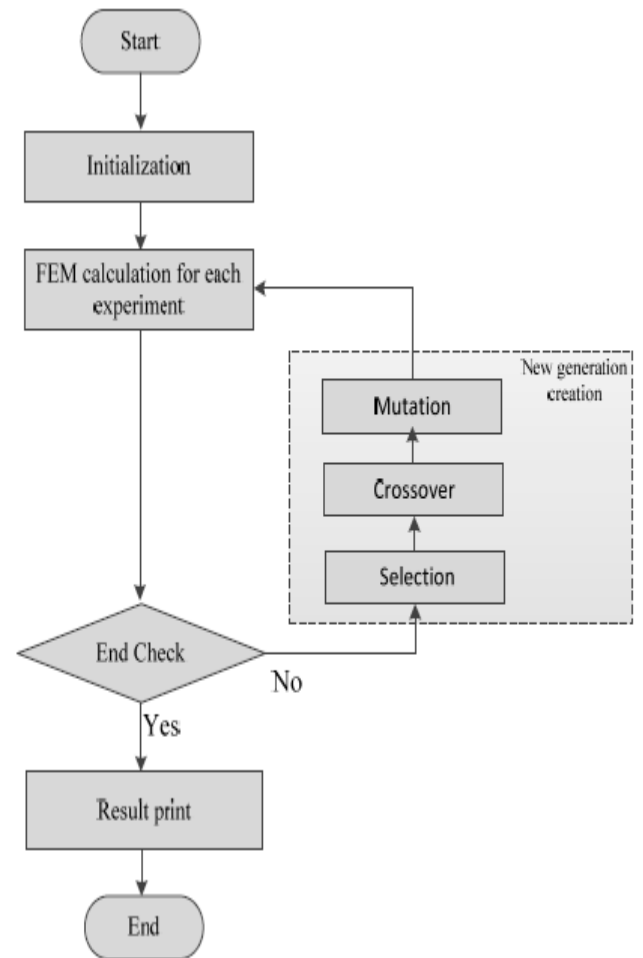 Start
Initialization
FEM calculation for each
experiment
New generation
creation
Mutation
Crossover
Selection
End Check
No
Yes
Result print
End